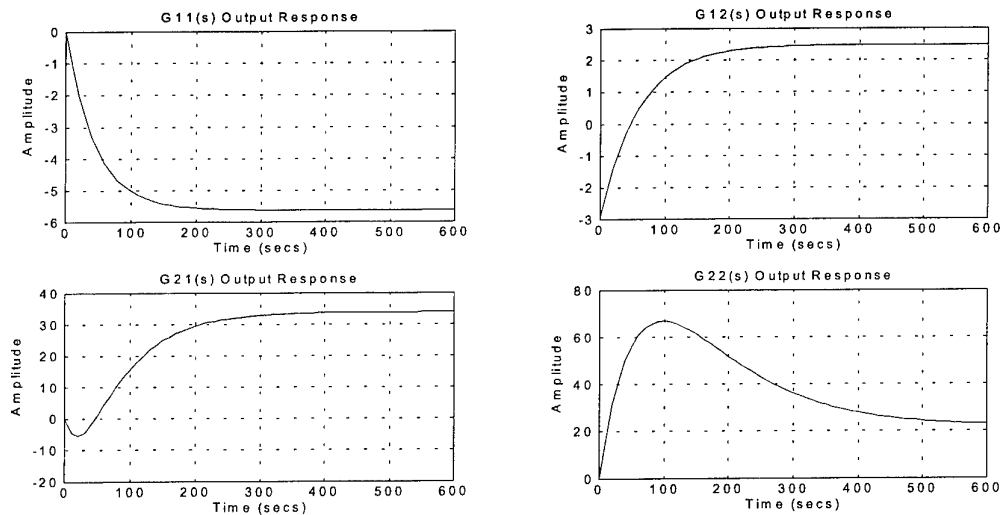 G11(s) Output Response
0
-1
-2
-3
-4
-5
-6
Amplitude
0 100 200 300 400 500 600
Time (secs)
G12(s) Output Response
3
2
1
0
-1
-2
-3
Amplitude
0 100 200 300 400 500 600
Time (secs)
G21(s) Output Response
40
30
20
10
0
-10
-20
Amplitude
0 100 200 300 400 500 600
Time (secs)
G22(s) Output Response
80
60
40
20
0
Amplitude
0 100 200 300 400 500 600
Time (secs)